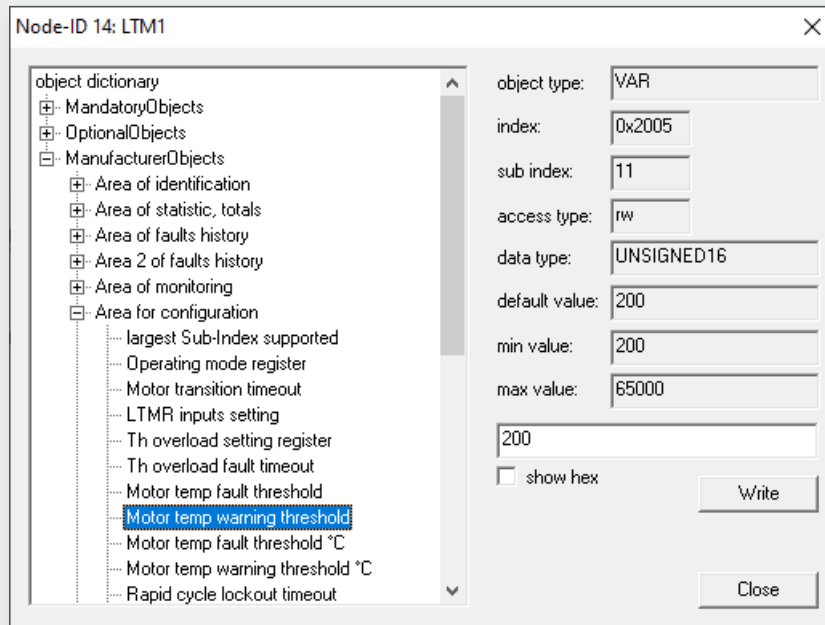 Node-ID 14: LTM1
object dictionary
MandatoryObjects
OptionalObjects
ManufacturerObjects
Area of identification
Area of statistic, totals
Area of faults history
Area 2 of faults history
Area of monitoring
Area for configuration
largest Sub-Index supported
Operating mode register
Motor transition timeout
LTMR inputs setting
Th overload setting register
Th overload fault timeout
Motor temp fault threshold
Motor temp warning threshold
Motor temp fault threshold °C
Motor temp warning threshold °C
Rapid cycle lockout timeout
object type: VAR
index: 0x2005
sub index: 11
access type: rw
data type: UNSIGNED16
default value: 200
min value: 200
max value: 65000
200
show hex
Write
Close